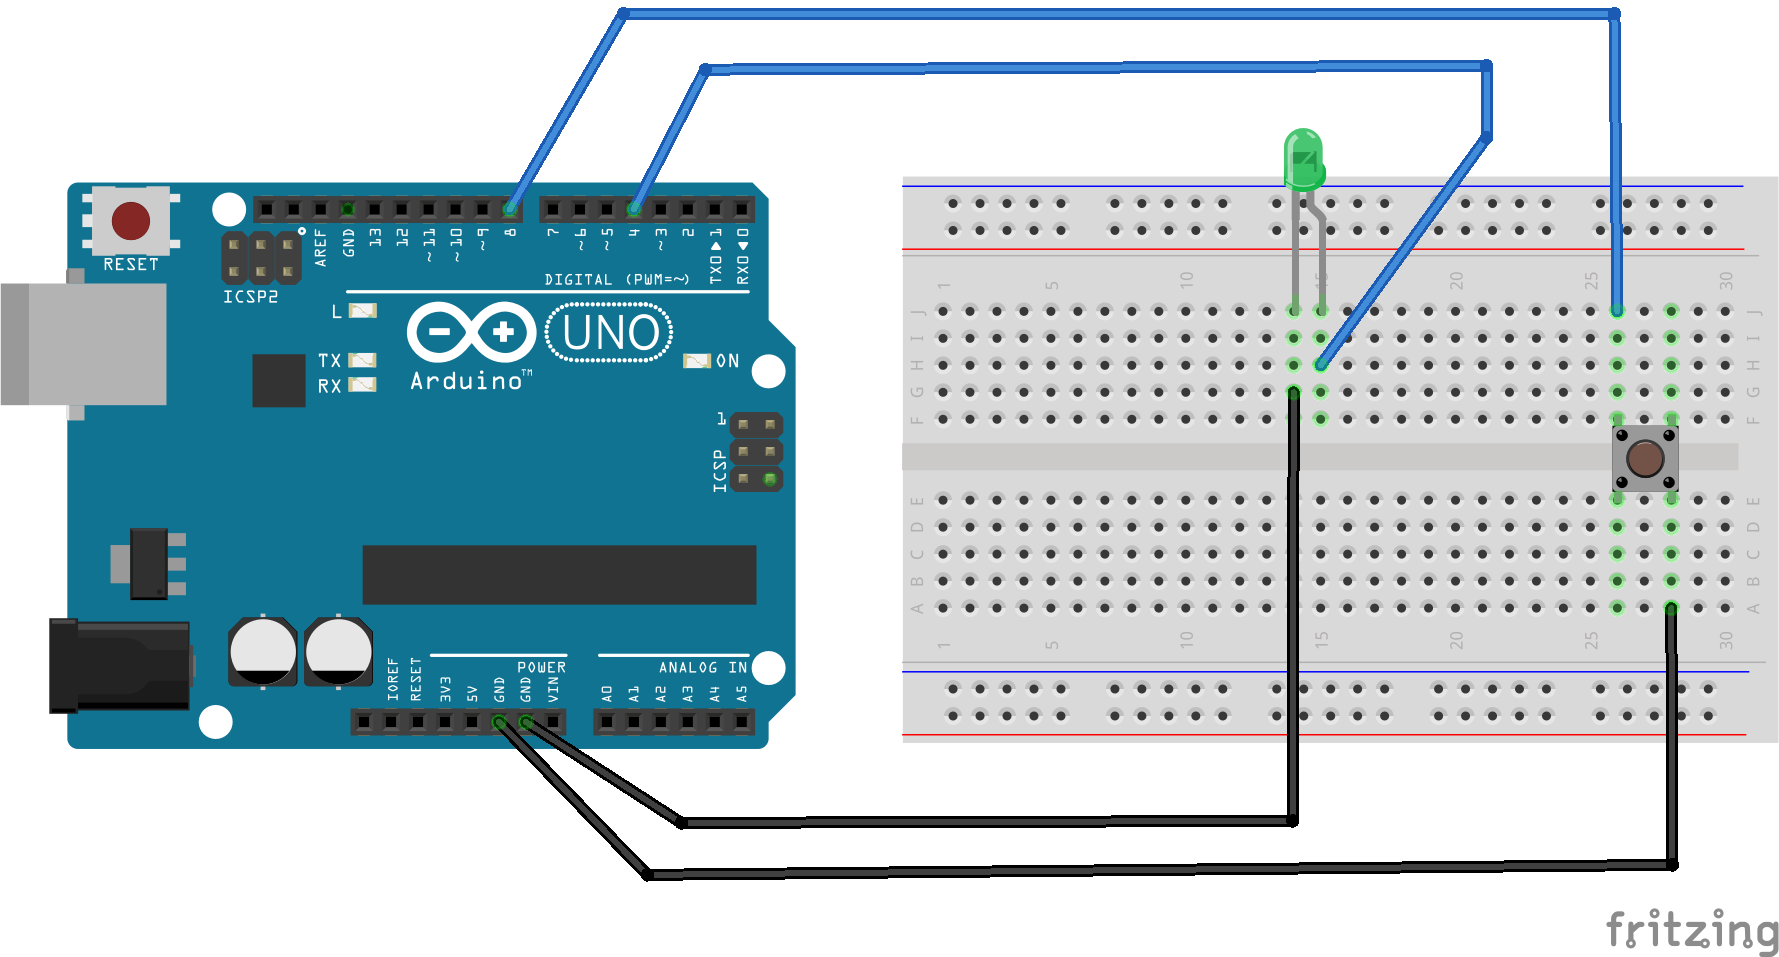 RESET
ICSP2
AREF
GND
13
12
~11
~10
~9
8
7
~6
~5
4
~3
2
TX0▶1
RX0◀0
DIGITAL (PWM=~)
L
TX
RX
UNO
Arduino™
ON
1
ICSP
IOREF
RESET
3V3
5V
GND
GND
VIN
POWER
ANALOG IN
A0
A1
A2
A3
A4
A5
1 5 10 15 20 25 30
J J
I I
H H
G G
F F
E E
D D
C C
B B
A A
1 5 10 15 20 25 30
fritzing